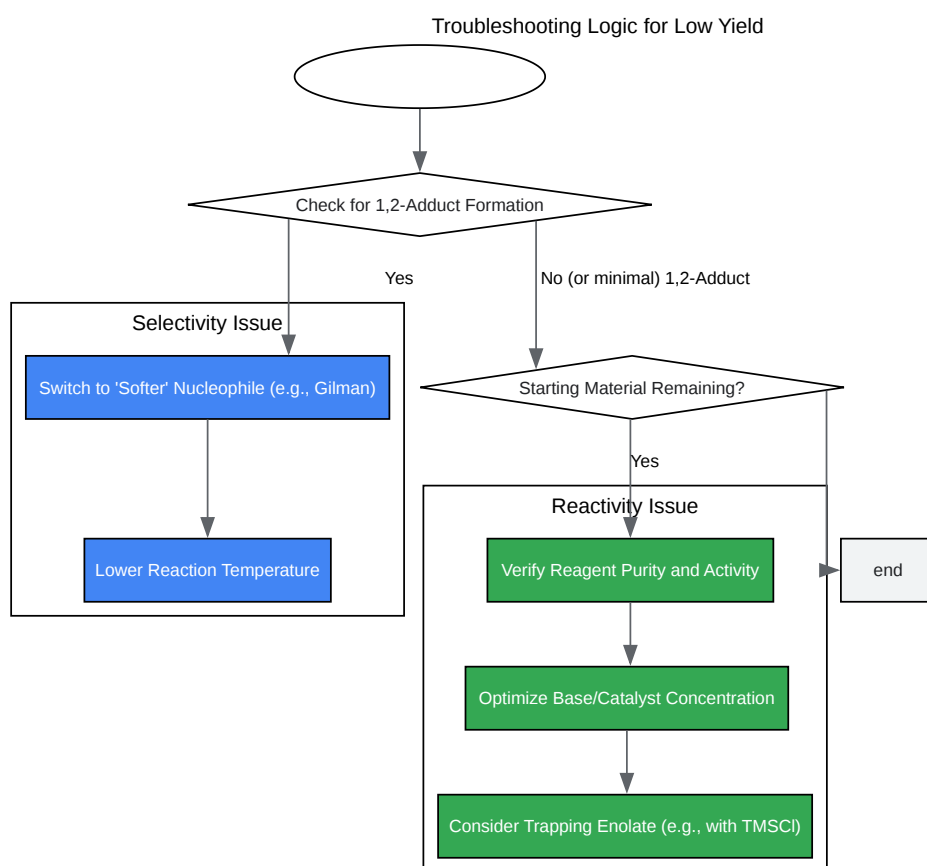 Troubleshooting Logic for Low Yield
Check for 1,2-Adduct Formation
Yes
No (or minimal) 1,2-Adduct
Selectivity Issue
Switch to 'Softer' Nucleophile (e.g., Gilman)
Starting Material Remaining?
Yes
Reactivity Issue
Lower Reaction Temperature
Verify Reagent Purity and Activity
end
Optimize Base/Catalyst Concentration
Consider Trapping Enolate (e.g., with TMSCl)